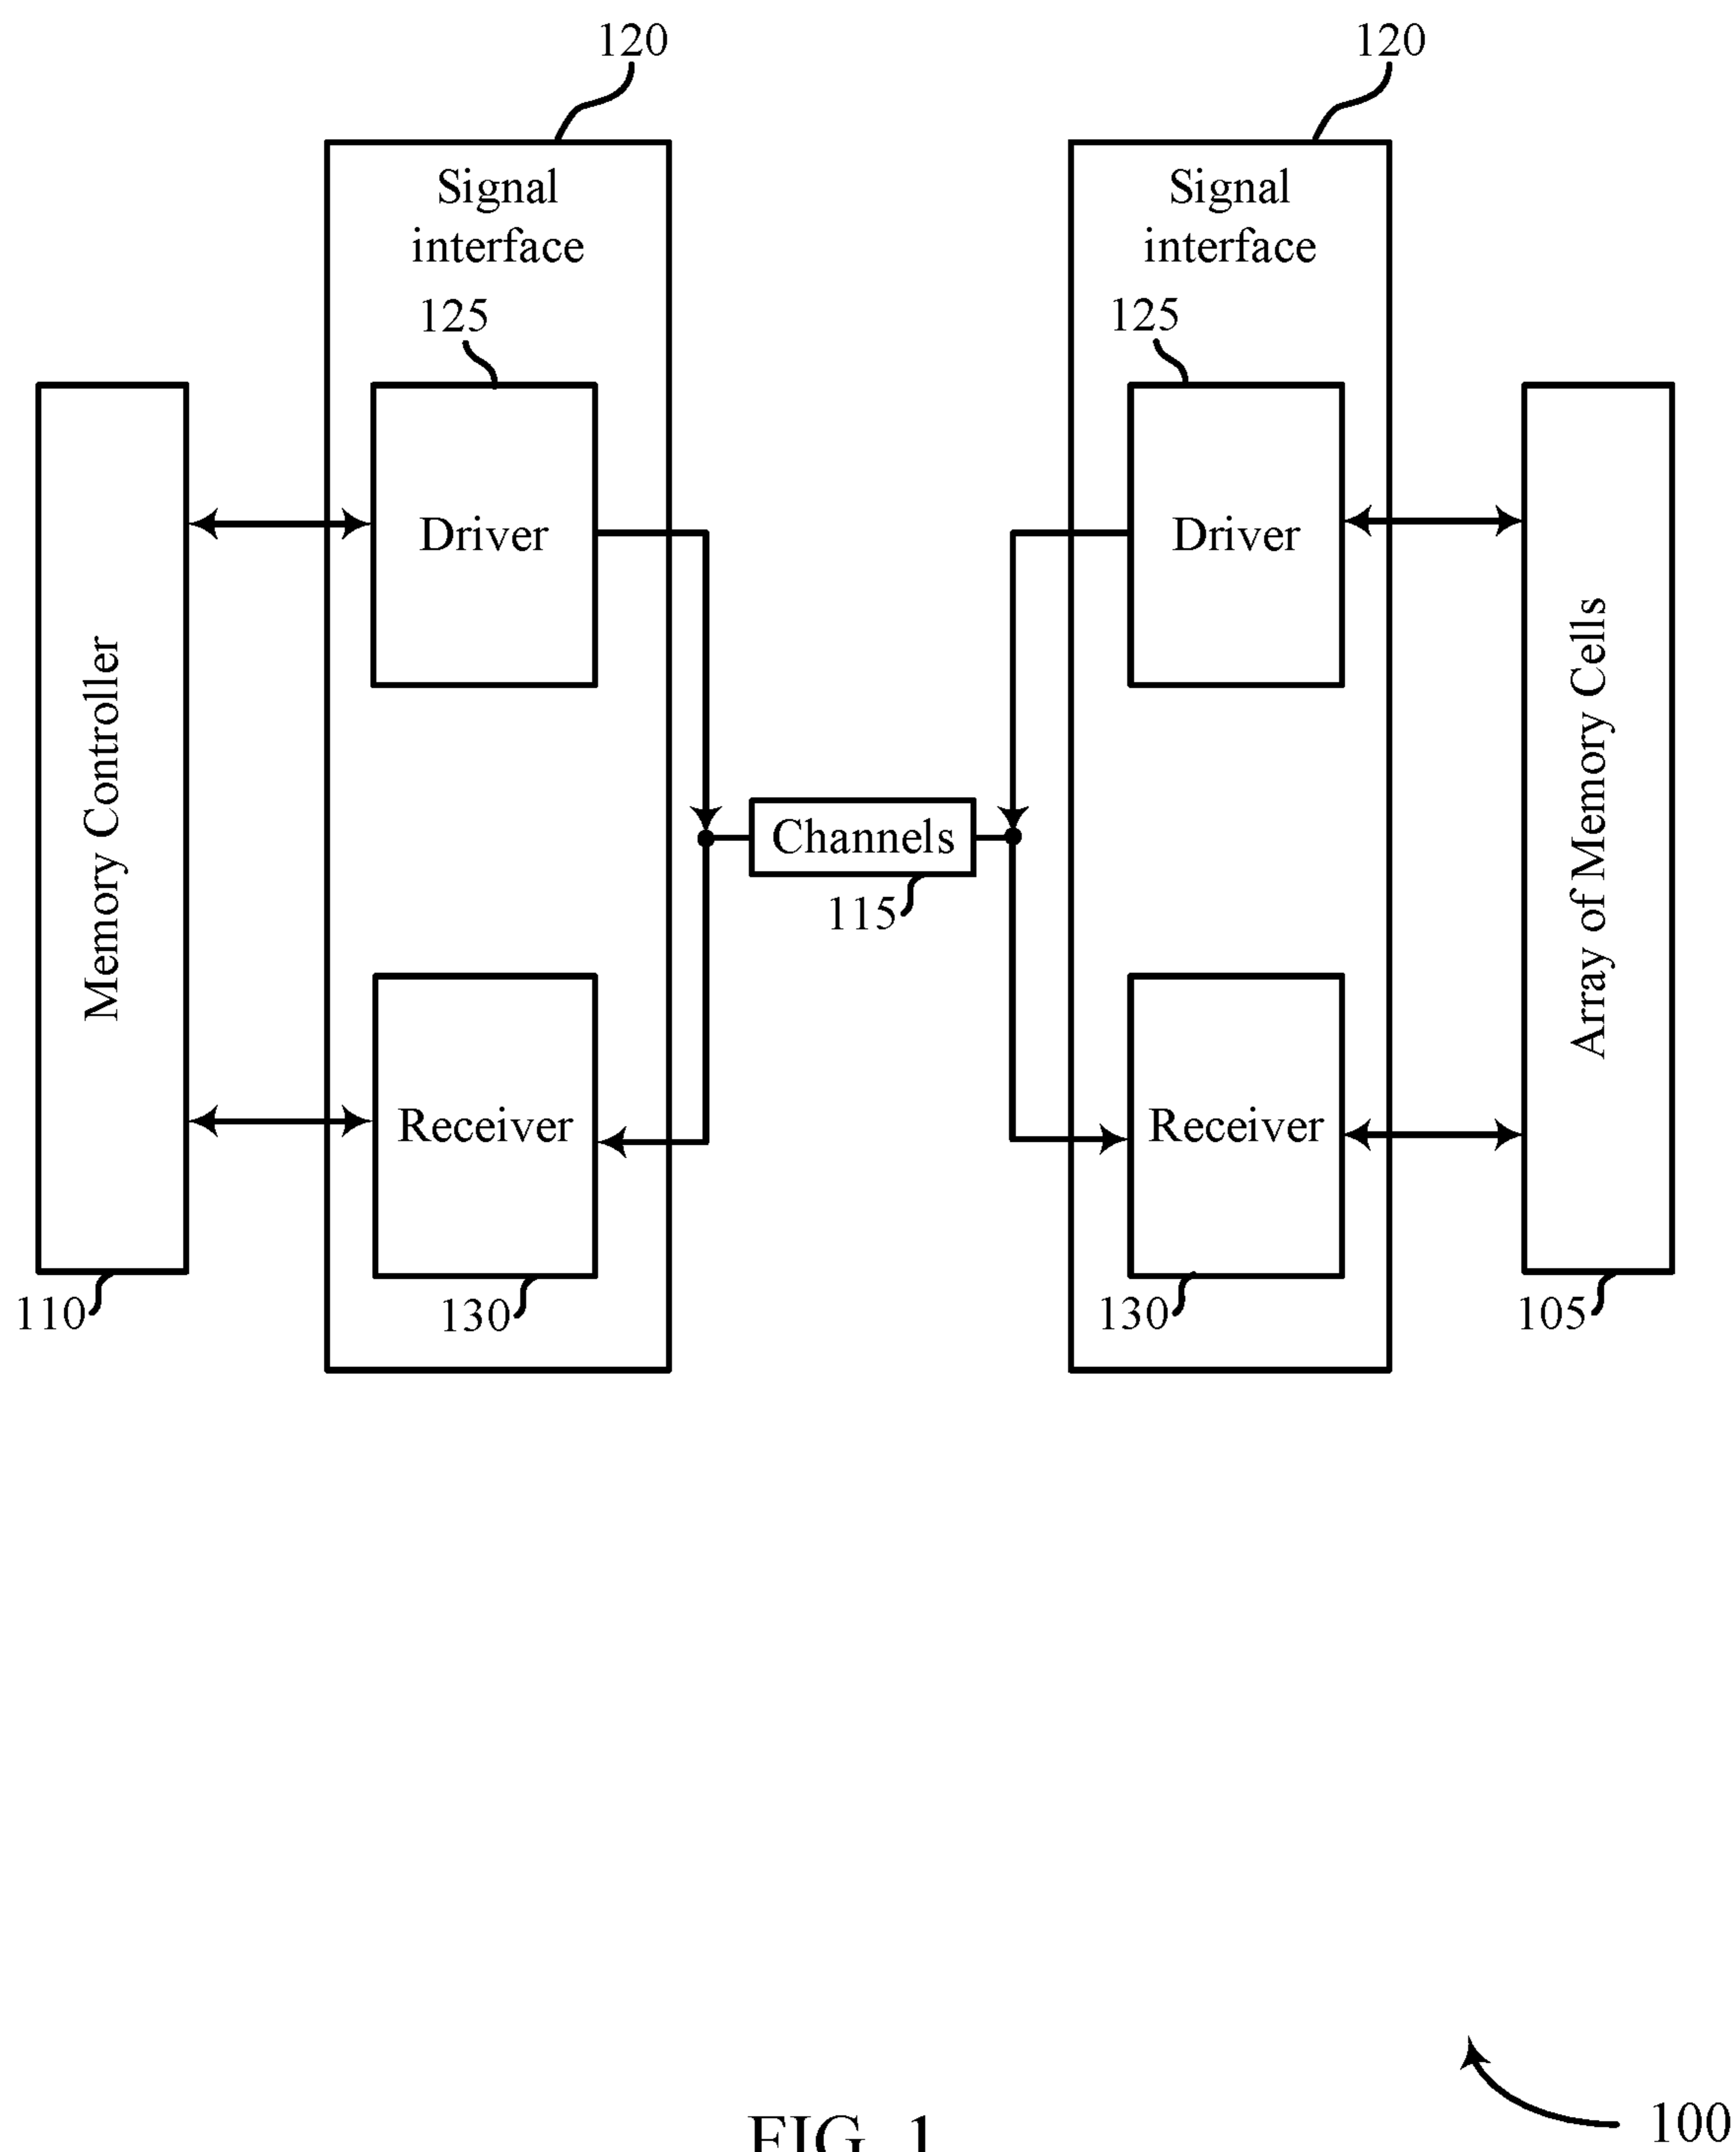 120
120
Signal
interface
Signal
interface
125
125
Driver
Driver
Memory Controller
Array of Memory Cells
Channels
115
Receiver
Receiver
110
130
130
105
100
FIG. 1